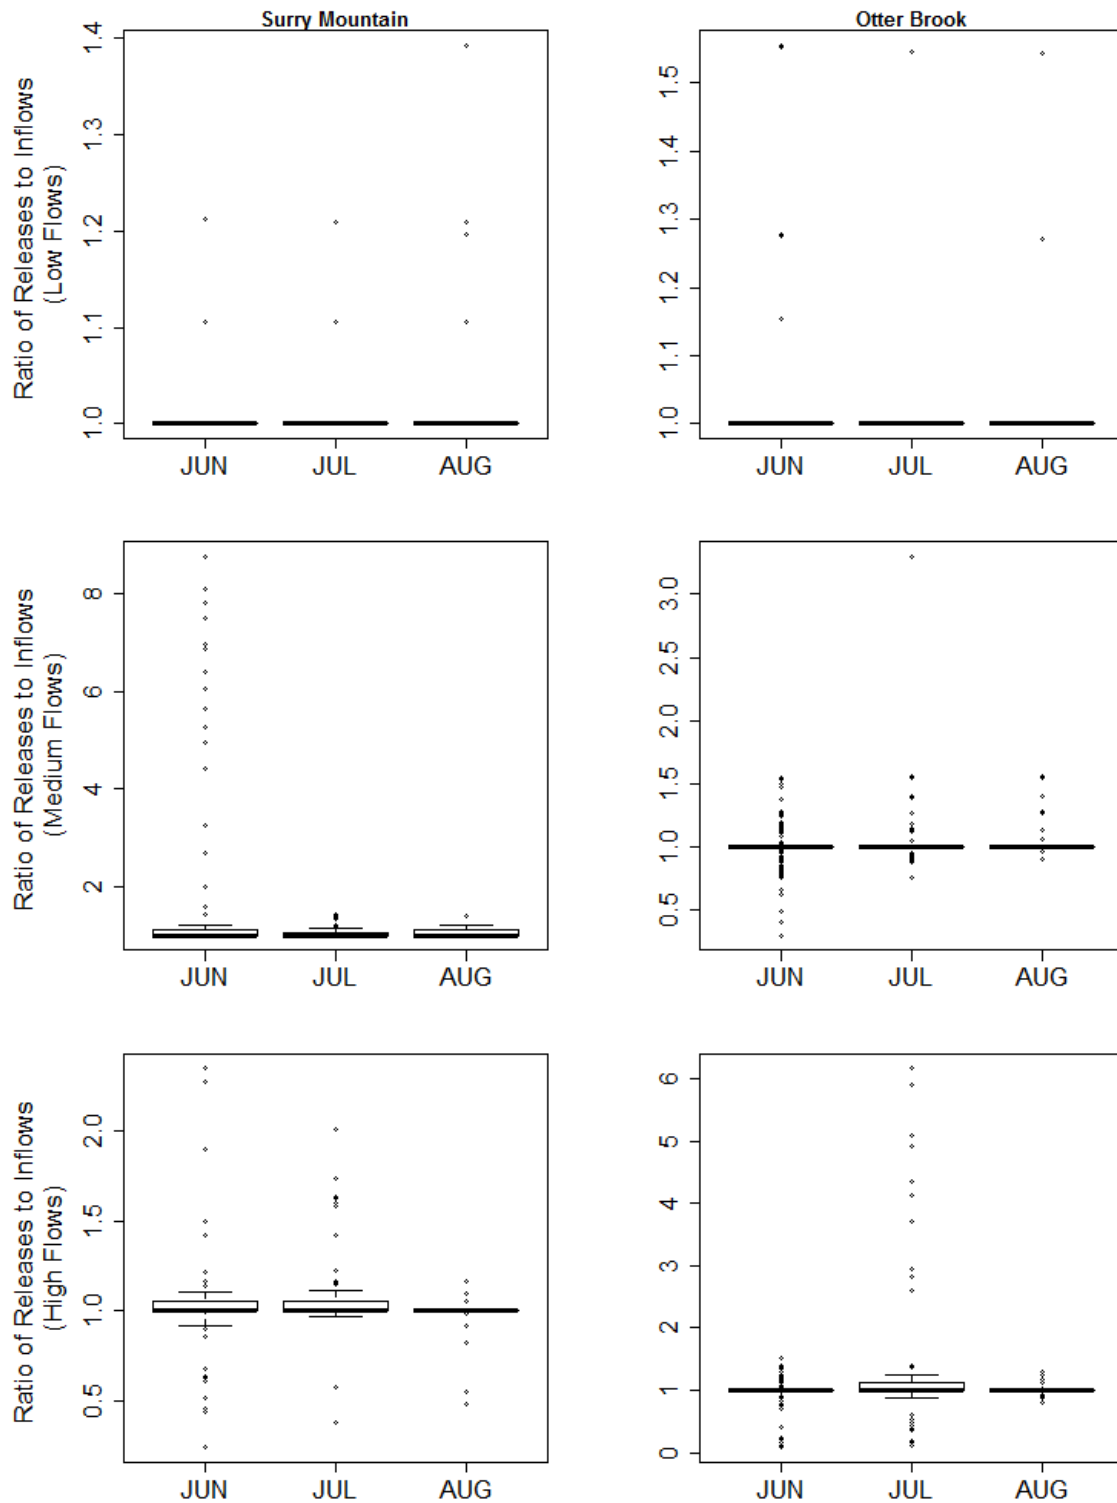 Surry Mountain
Otter Brook
Ratio of Releases to Inflows
(Low Flows)
1.0 1.1 1.2 1.3 1.4
JUN JUL AUG
1.0 1.1 1.2 1.3 1.4 1.5
JUN JUL AUG
Ratio of Releases to Inflows
(Medium Flows)
2 4 6 8
JUN JUL AUG
0.5 1.0 1.5 2.0 2.5 3.0
JUN JUL AUG
Ratio of Releases to Inflows
(High Flows)
0.5 1.0 1.5 2.0
JUN JUL AUG
0 1 2 3 4 5 6
JUN JUL AUG